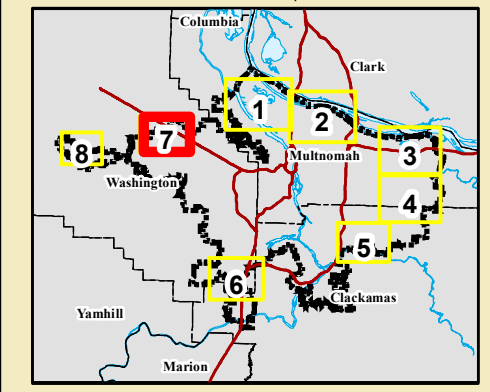 Columbia
Clark
1
2
7
3
8
Multnomah
Washington
4
5
6
Clackamas
Yamhill
Marion